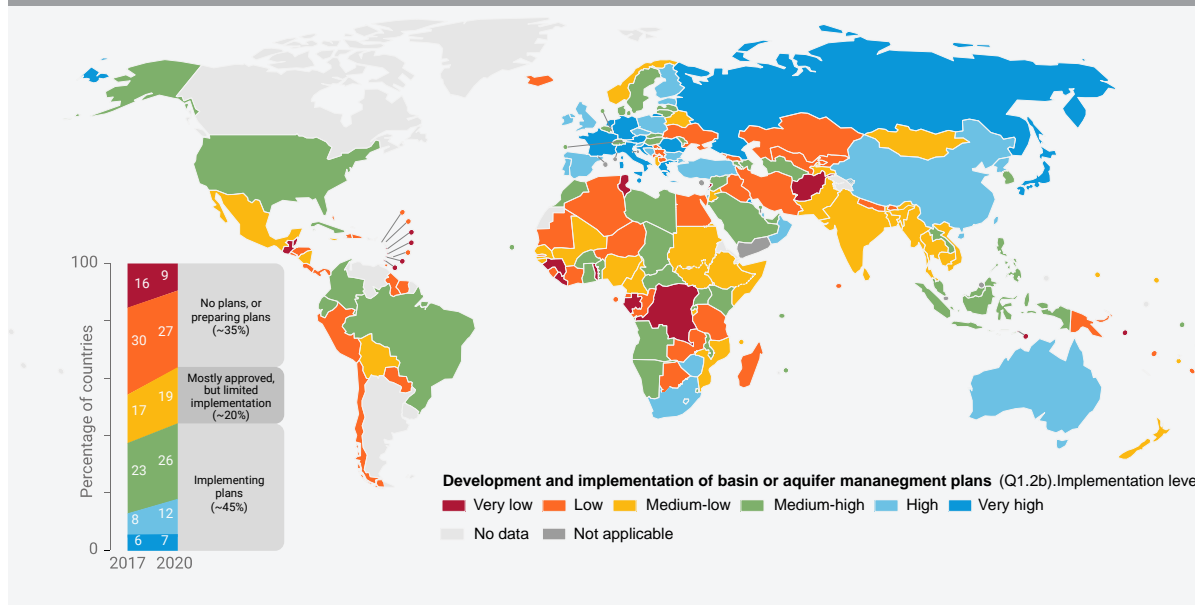 100
Percentage of countries
0
16 9
30 27
17 19
23 26
8 12
6 7
2017 2020
No plans, or
preparing plans
(~35%)
Mostly approved,
but limited
implementation
(~20%)
Implementing
plans
(~45%)
Development and implementation of basin or aquifer mananegment plans (Q1.2b).Implementation leve
Very low Low Medium-low Medium-high High Very high
No data Not applicable